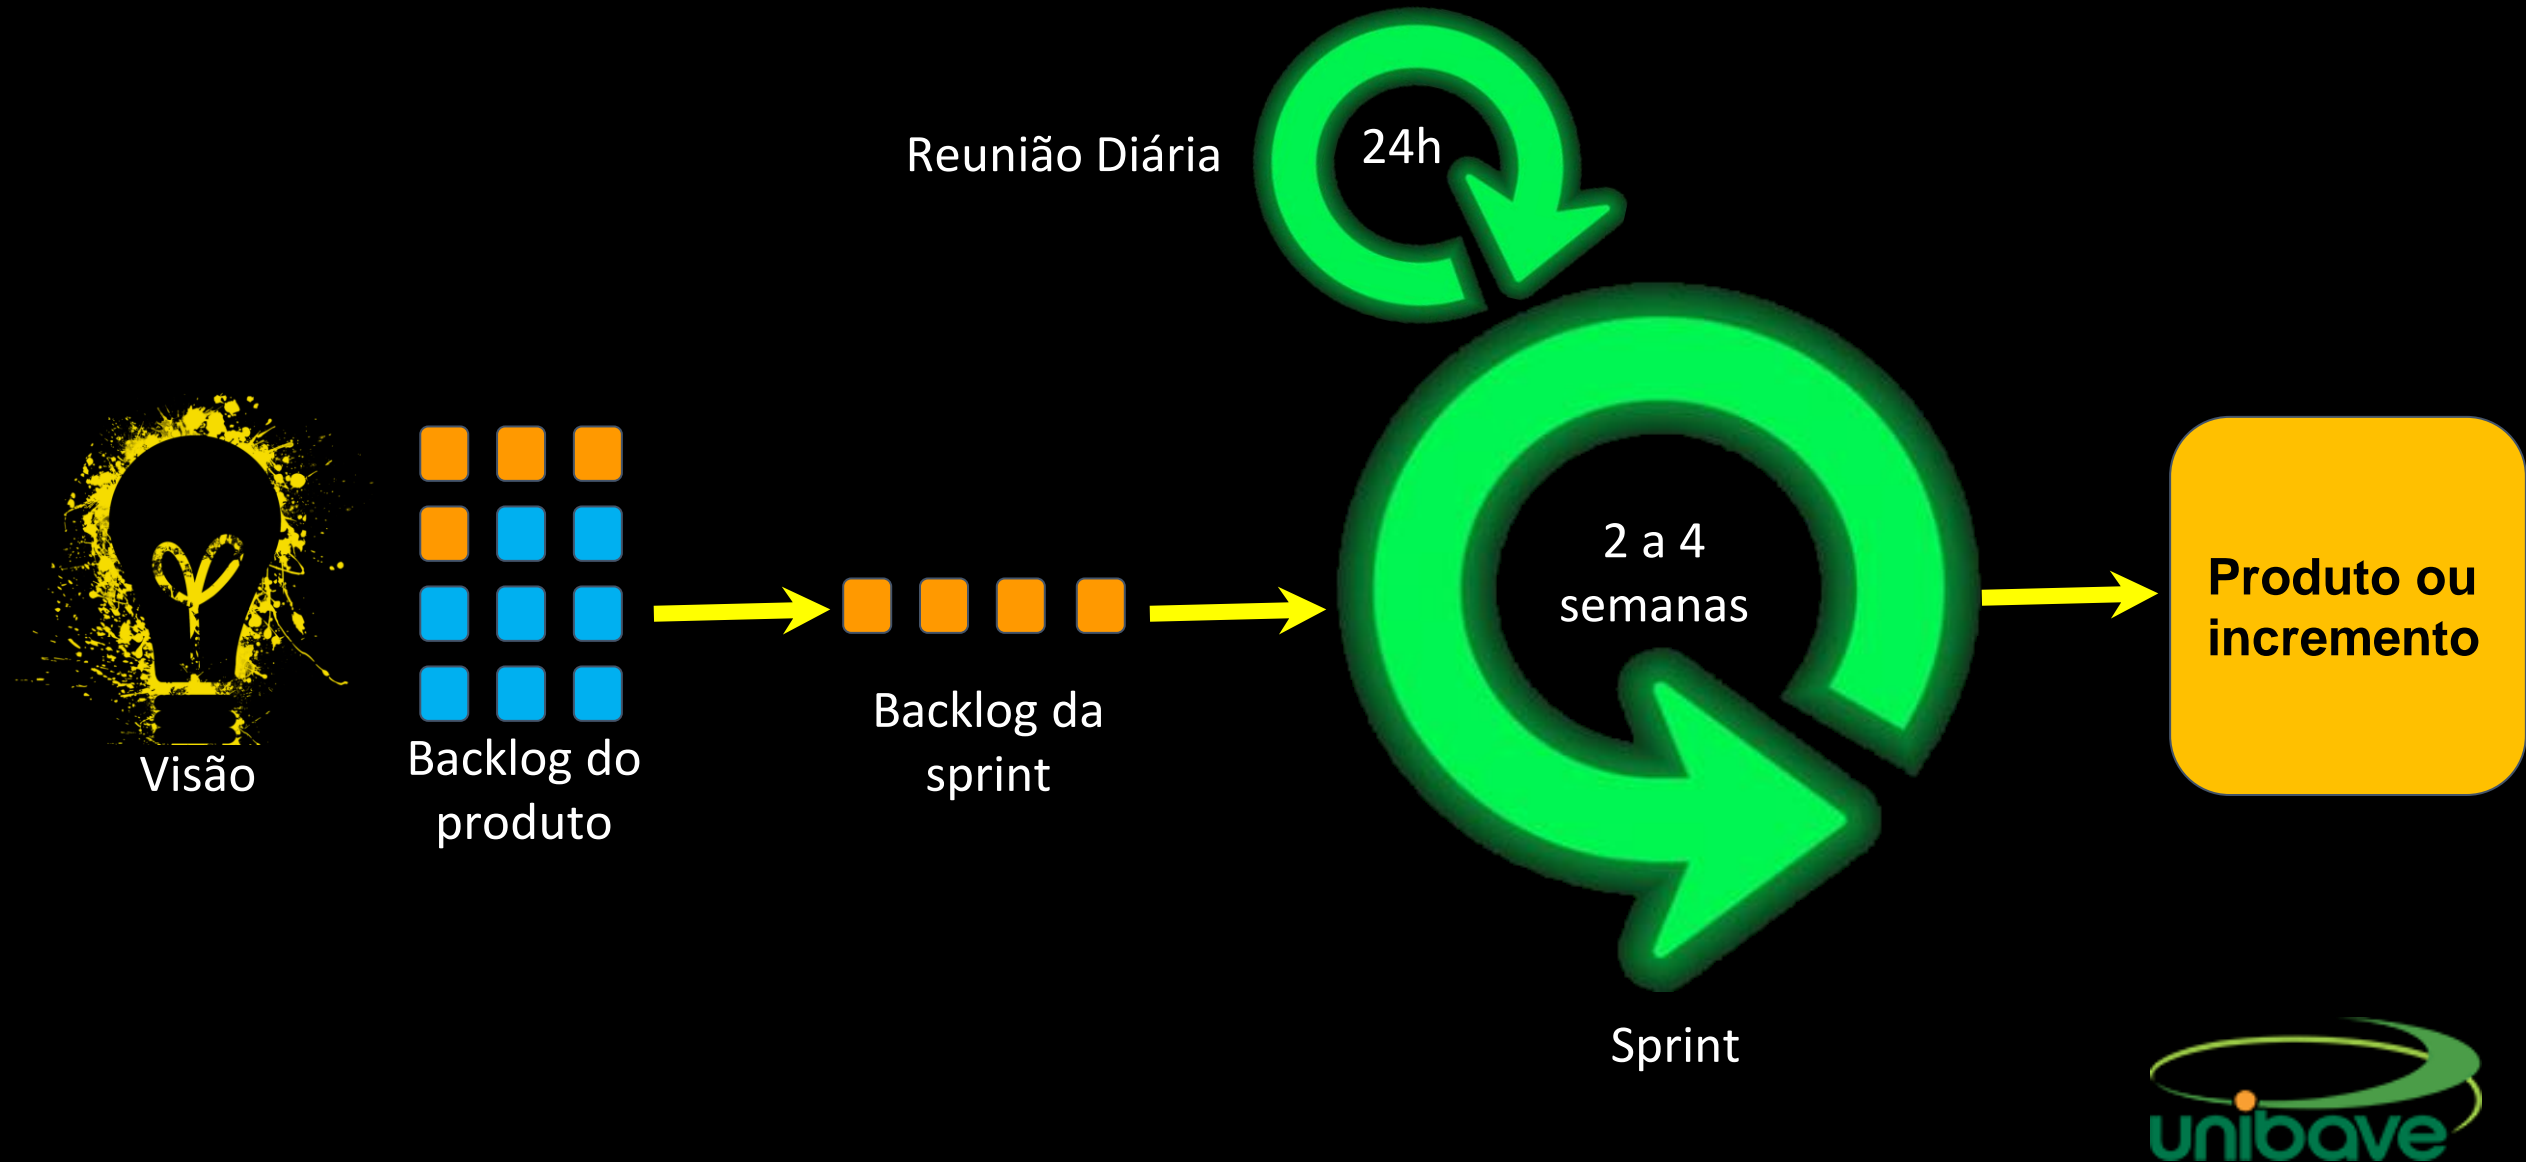 Reunião Diária
24h
2 a 4
semanas
Produto ou
incremento
Backlog da
sprint
Visão
Backlog do
produto
Sprint
unibave